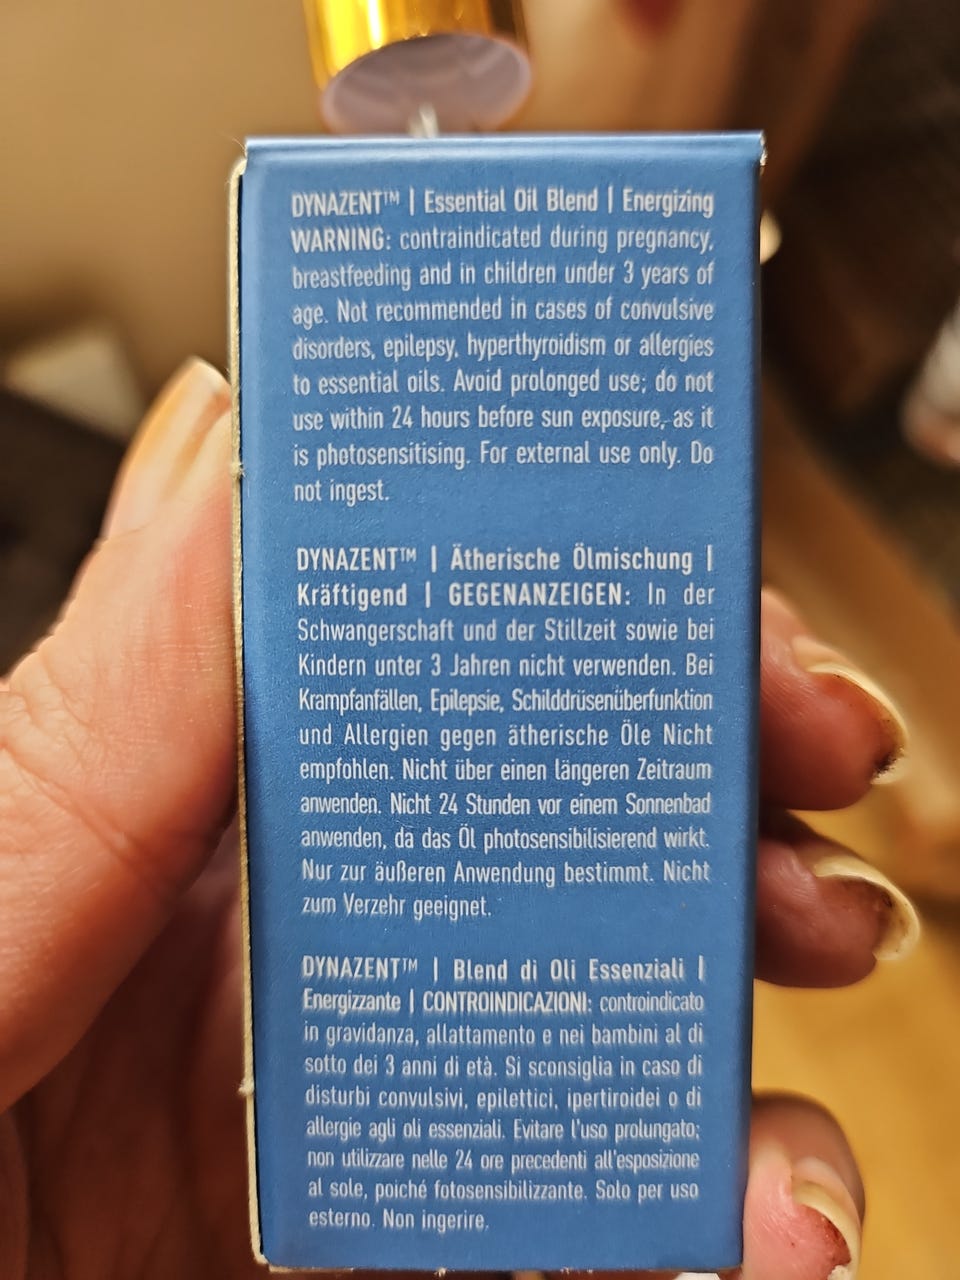 DYNAZENT™ | Essential Oil Blend | Energizing
WARNING: contraindicated during pregnancy,
breastfeeding and in children under 3 years of
age. Not recommended in cases of convulsive
disorders, epilepsy, hyperthyroidism or allergies
to essential oils. Avoid prolonged use; do not
use within 24 hours before sun exposure, as it
is photosensitising. For external use only. Do
not ingest.
DYNAZENT™ | Ätherische Ölmischung |
Kräftigend | GEGENANZEIGEN: In der
Schwangerschaft und der Stillzeit sowie bei
Kindern unter 3 Jahren nicht verwenden. Bei
Krampfanfällen, Epilepsie, Schilddrüsenüberfunktion
und Allergien gegen ätherische Öle Nicht
empfohlen. Nicht über einen längeren Zeitraum
anwenden. Nicht 24 Stunden vor einem Sonnenbad
anwenden, da das Öl photosensibilisierend wirkt.
Nur zur äußeren Anwendung bestimmt. Nicht
zum Verzehr geeignet.
DYNAZENT™ | Blend di Oli Essenziali |
Energizzante | CONTROINDICAZIONI: controindicato
in gravidanza, allattamento e nei bambini al di
sotto dei 3 anni di età. Si sconsiglia in caso di
disturbi convulsivi, epilettici, ipertiroidei o di
allergie agli oli essenziali. Evitare l'uso prolungato;
non utilizzare nelle 24 ore precedenti all'esposizione
al sole, poiché fotosensibilizzante. Solo per uso
esterno. Non ingerire.